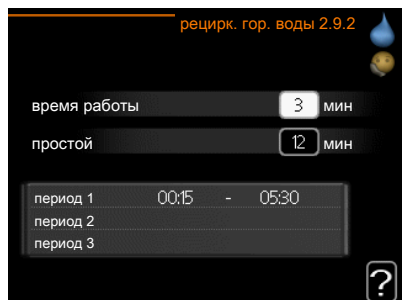 рецирк. гор. воды 2.9.2
время работы 3 мин
простой 12 мин
период 1 00:15 - 05:30
период 2
период 3
?